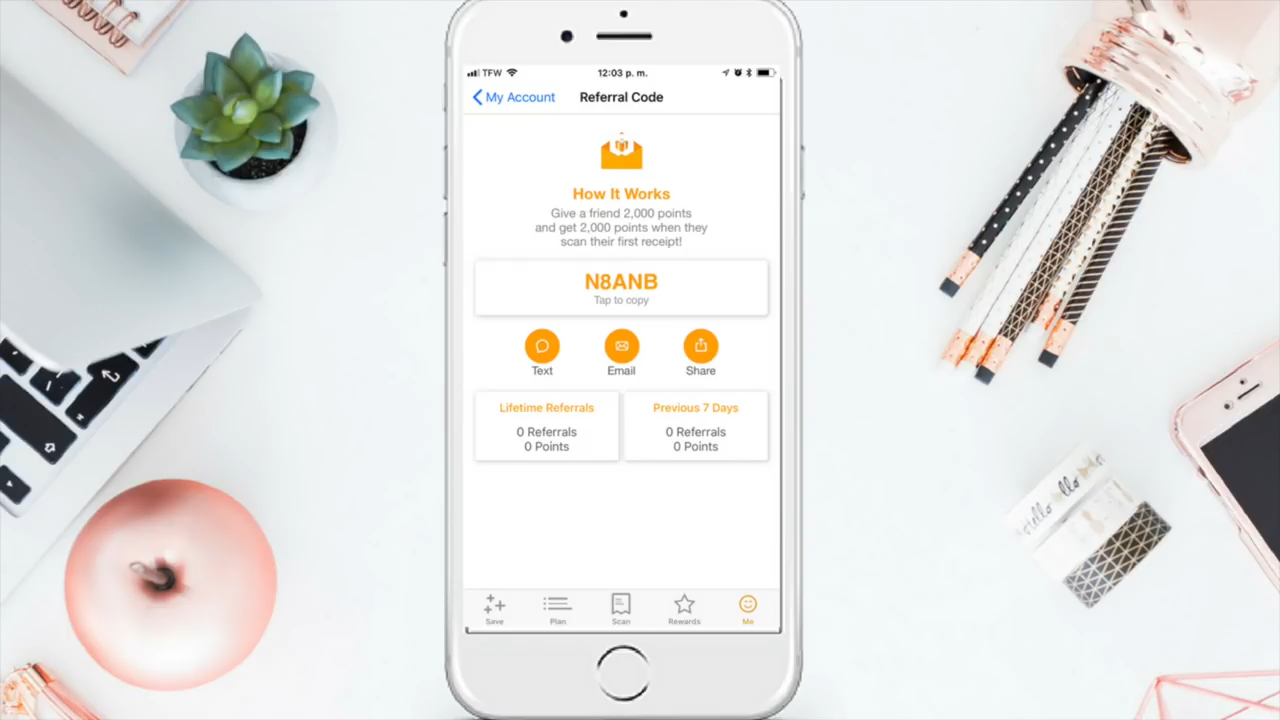 TFW 12:03 p. m.
My Account Referral Code
How It Works
Give a friend 2,000 points
and get 2,000 points when they
scan their first receipt!
N8ANB
Tap to copy
Text Email Share
Lifetime Referrals
0 Referrals
0 Points
Previous 7 Days
0 Referrals
0 Points
Save Plan Scan Rewards Me
Hello